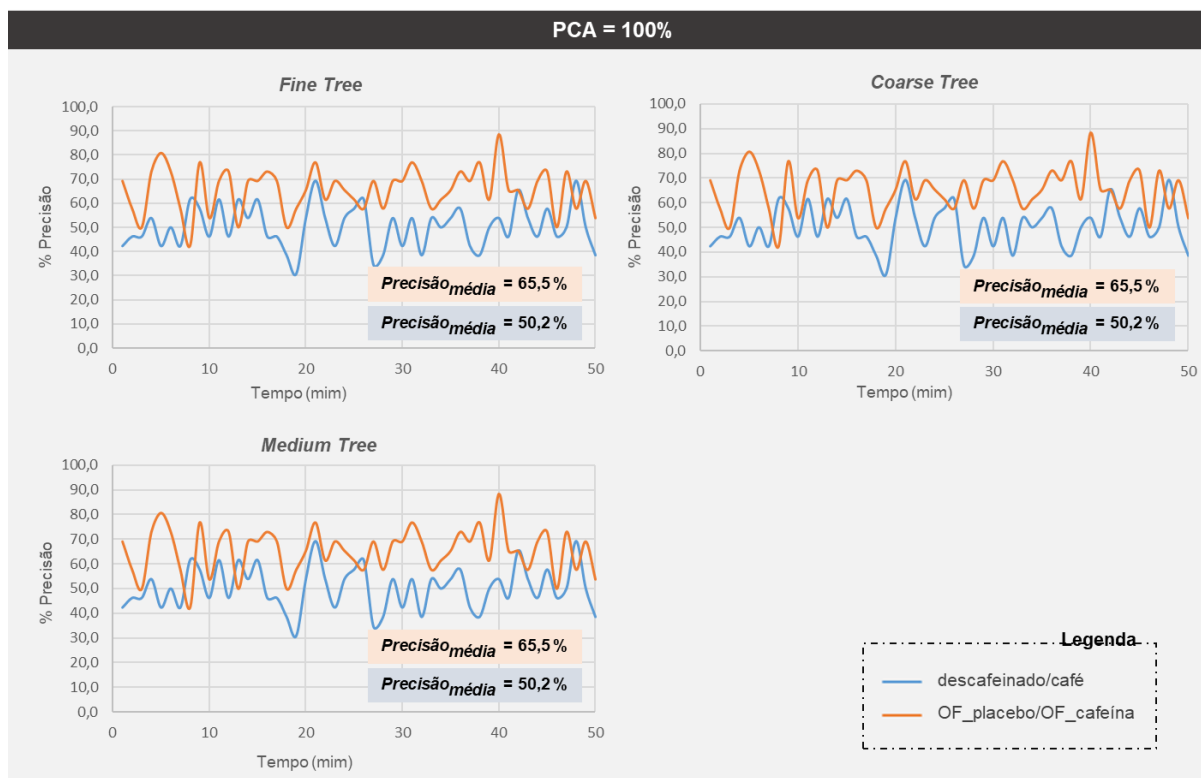 PCA = 100%
Fine Tree
% Precisão
100,0
90,0
80,0
70,0
60,0
50,0
40,0
30,0
20,0
10,0
0,0
Precisãomédia = 65,5%
Precisãomédia = 50,2%
0 10 20 30 40 50
Tempo (mim)
Coarse Tree
% Precisão
100,0
90,0
80,0
70,0
60,0
50,0
40,0
30,0
20,0
10,0
0,0
Precisãomédia = 65,5%
Precisãomédia = 50,2%
0 10 20 30 40 50
Tempo (mim)
Medium Tree
% Precisão
100,0
90,0
80,0
70,0
60,0
50,0
40,0
30,0
20,0
10,0
0,0
Precisãomédia = 65,5%
Precisãomédia = 50,2%
0 10 20 30 40 50
Tempo (mim)
Legenda
descafeinado/café
OF_placebo/OF_cafeína